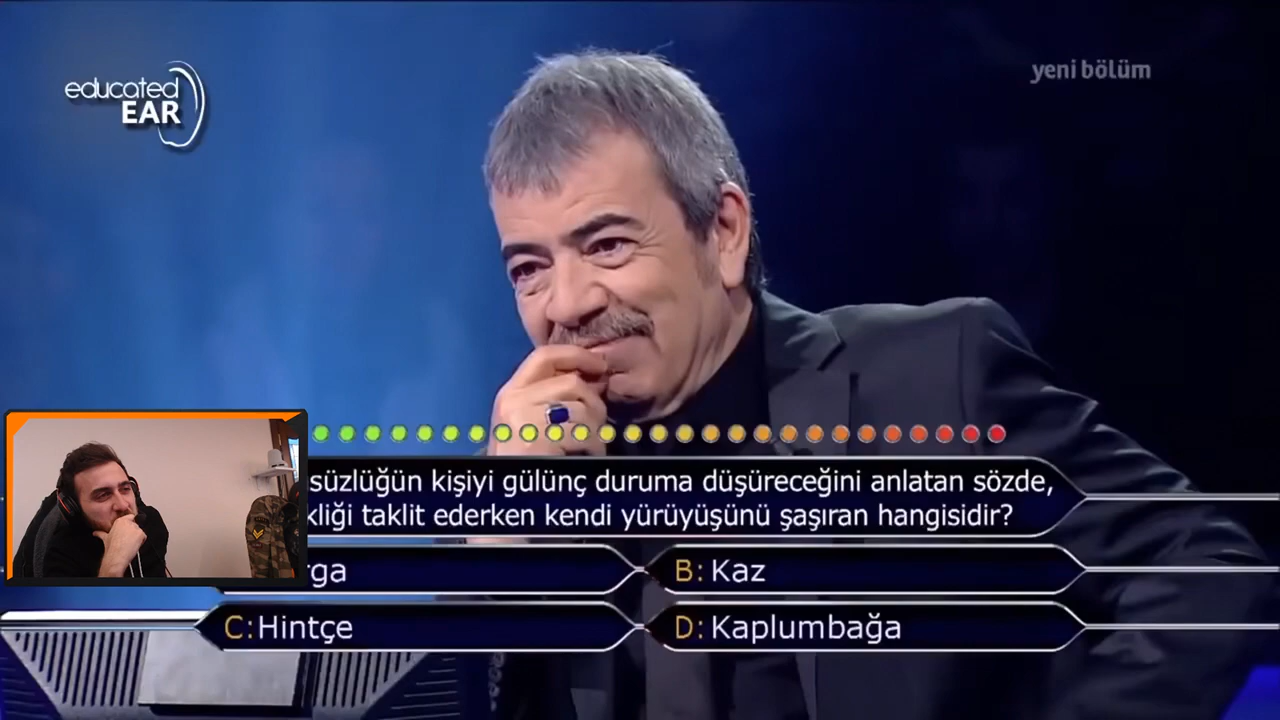 educated
EAR
yeni bölüm
süzlüğün kişiyi gülünç duruma düşüreceğini anlatan sözde,
kliği taklit ederken kendi yürüyüşünü şaşıran hangisidir?
rga
B: Kaz
C: Hintçe
D: Kaplumbağa